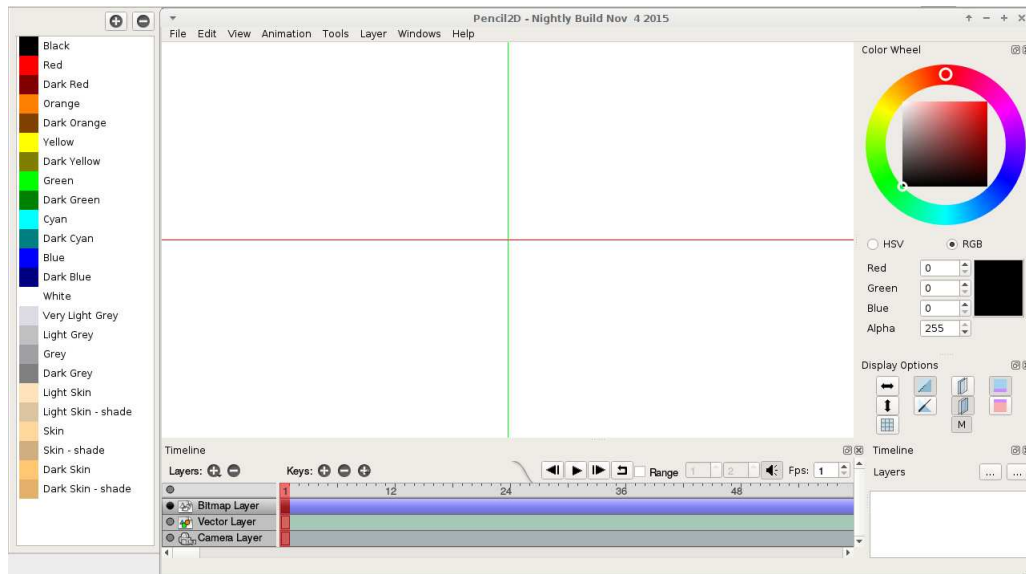 Pencil2D - Nightly Build Nov 4 2015
File Edit View Animation Tools Layer Windows Help
Black
Red
Dark Red
Orange
Dark Orange
Yellow
Dark Yellow
Green
Dark Green
Cyan
Dark Cyan
Blue
Dark Blue
White
Very Light Grey
Light Grey
Grey
Dark Grey
Light Skin
Light Skin - shade
Skin
Skin - shade
Dark Skin
Dark Skin - shade
Color Wheel
HSV RGB
Red 0
Green 0
Blue 0
Alpha 255
Display Options
M
Timeline
Layers: Keys: Range 1 2 Fps: 1
1 12 24 36 48
Bitmap Layer
Vector Layer
Camera Layer
Timeline
Layers ... ...